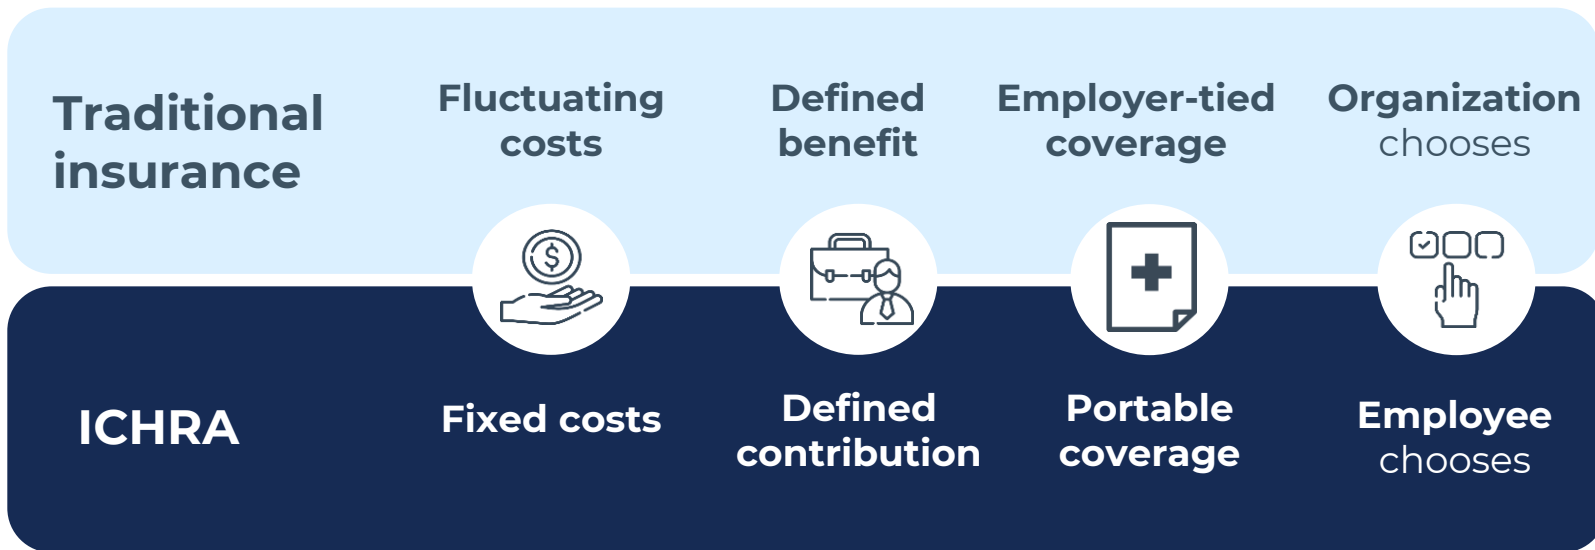 Traditional
insurance
Fluctuating
costs
Defined
benefit
Employer-tied
coverage
Organization
chooses
$
ICHRA
Fixed costs
Defined
contribution
Portable
coverage
Employee
chooses